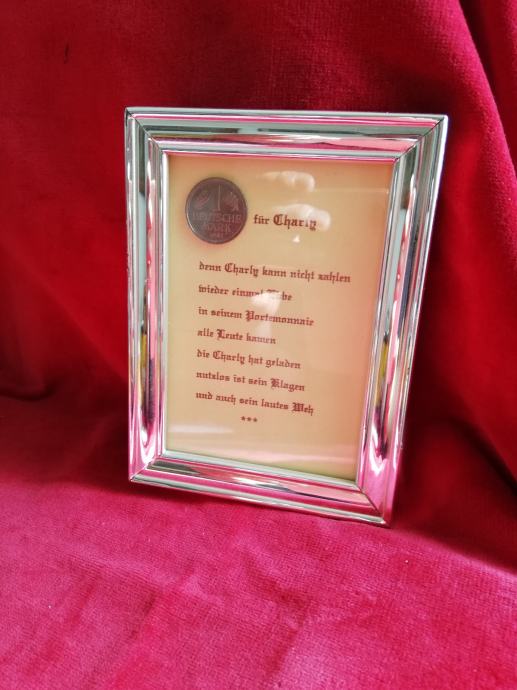 1
DEUTSCHE
MARK
für Charly
denn Charly kann nicht zahlen
wieder einmal Ebbe
in seinem Portemonnaie
alle Leute kamen
die Charly hat geladen
nutzlos ist sein Klagen
und auch sein lautes Weh
***